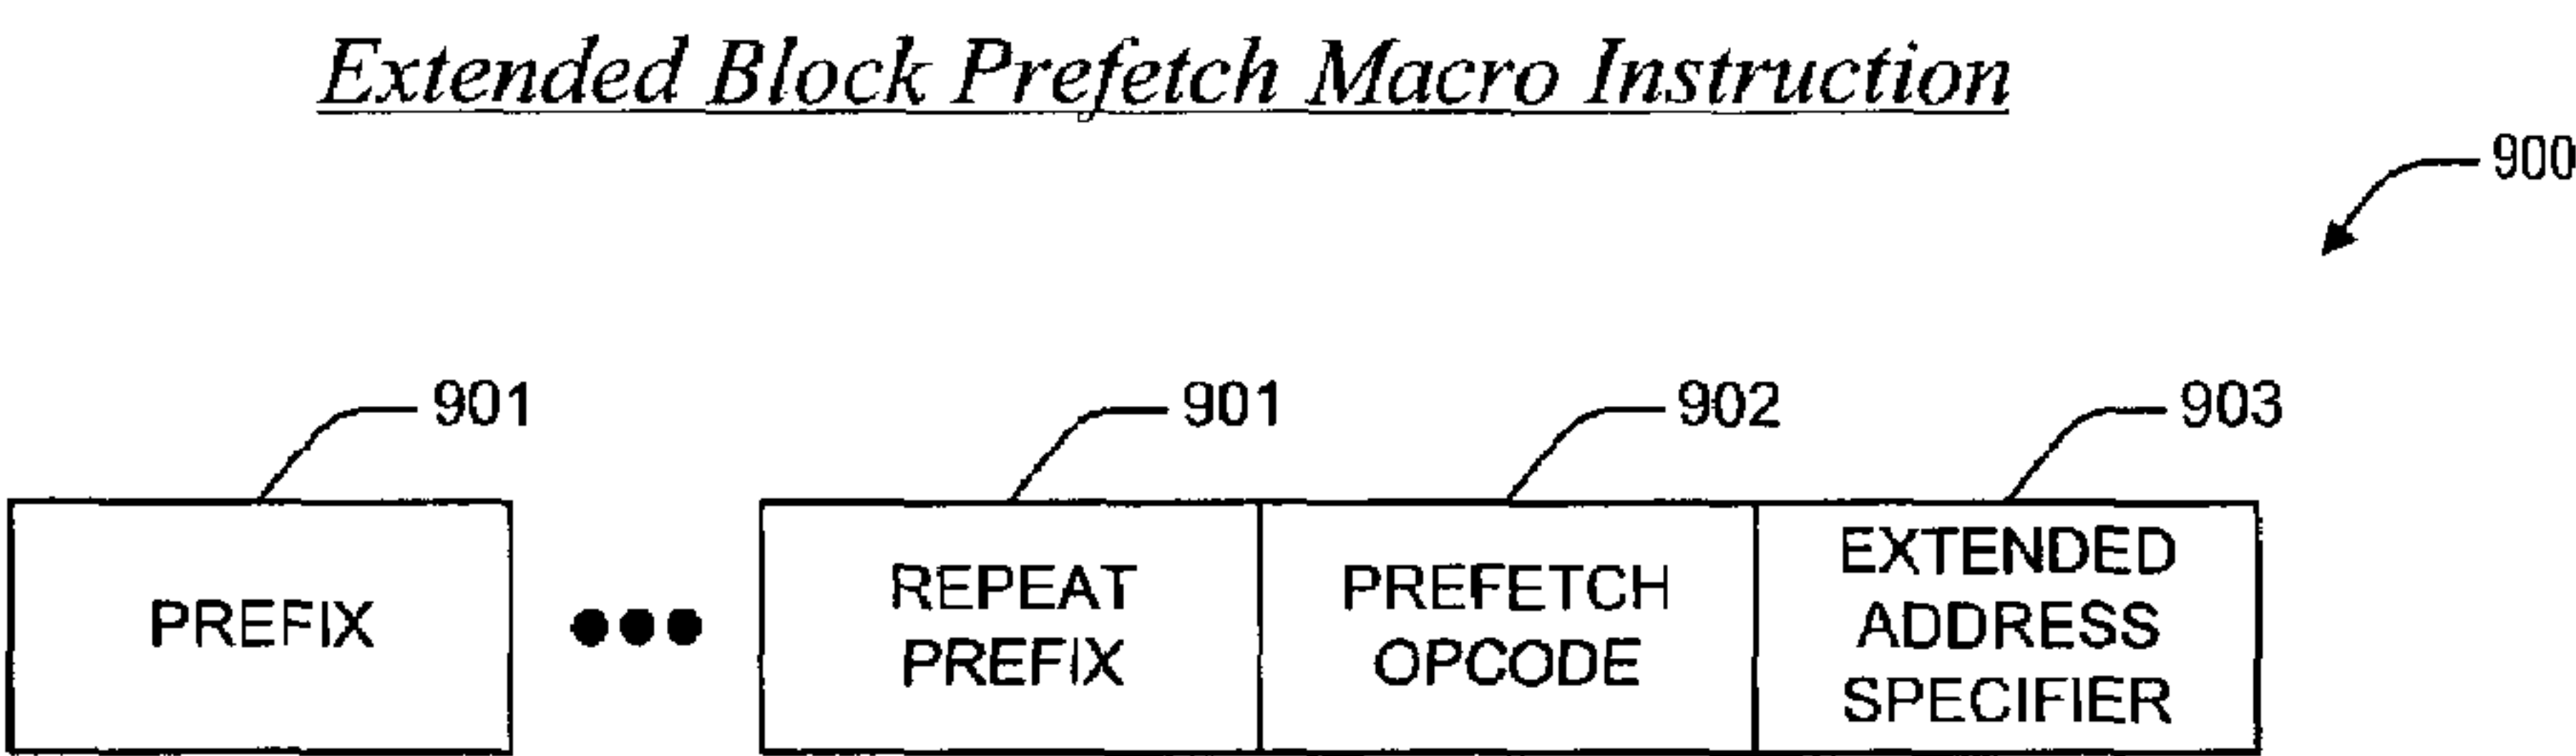 Extended Block Prefetch Macro Instruction
900
901
901
902
903
PREFIX
REPEAT
PREFIX
PREFETCH
OPCODE
EXTENDED
ADDRESS
SPECIFIER